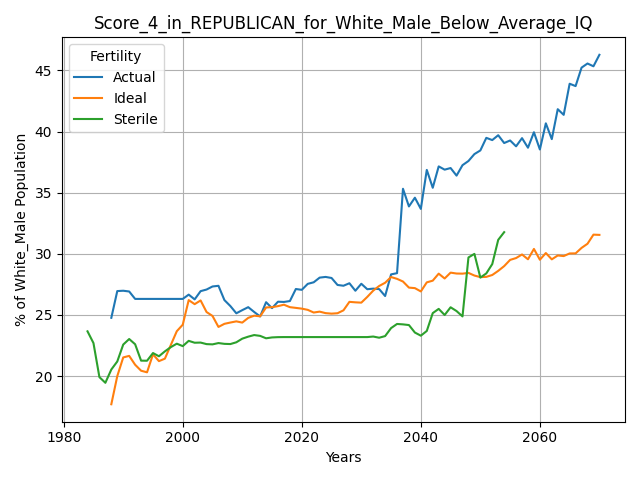 Score_4_in_REPUBLICAN_for_White_Male_Below_Average_IQ
Fertility
Actual
Ideal
Sterile
% of White_Male Population
45
40
35
30
25
20
1980
2000
2020
2040
2060
Years